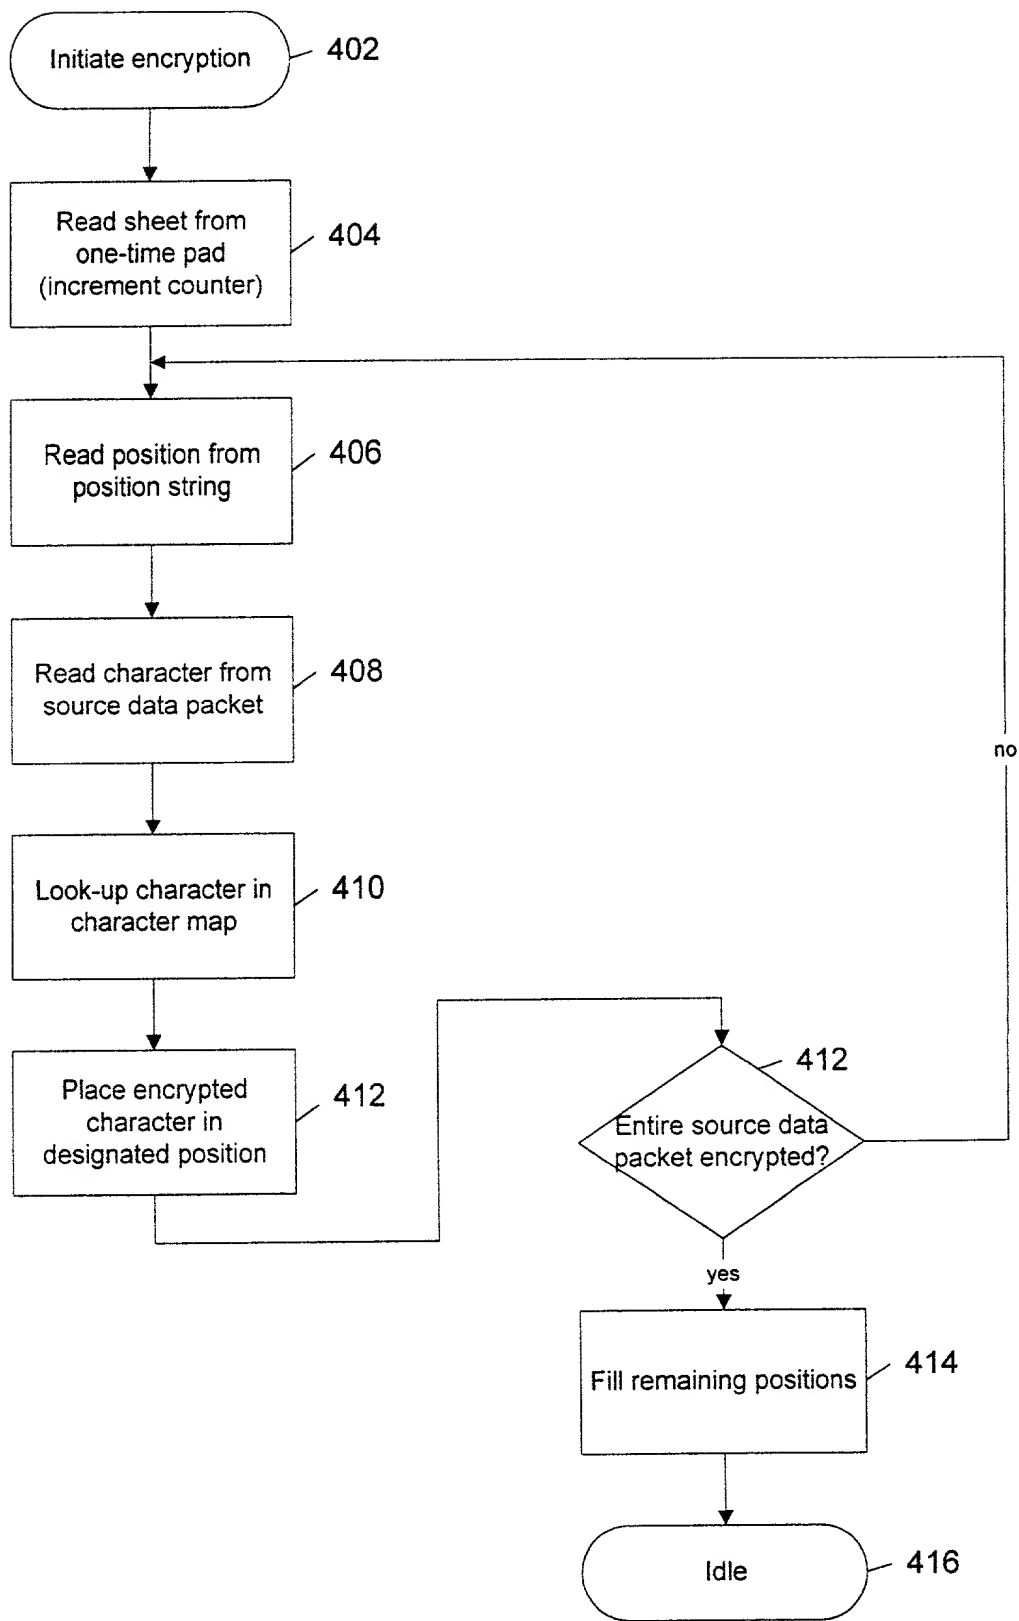 Initiate encryption
402
Read sheet from
one-time pad
(increment counter)
404
Read position from
position string
406
Read character from
source data packet
408
no
Look-up character in
character map
410
Place encrypted
character in
designated position
412
412
Entire source data
packet encrypted?
yes
Fill remaining positions
414
Idle
416